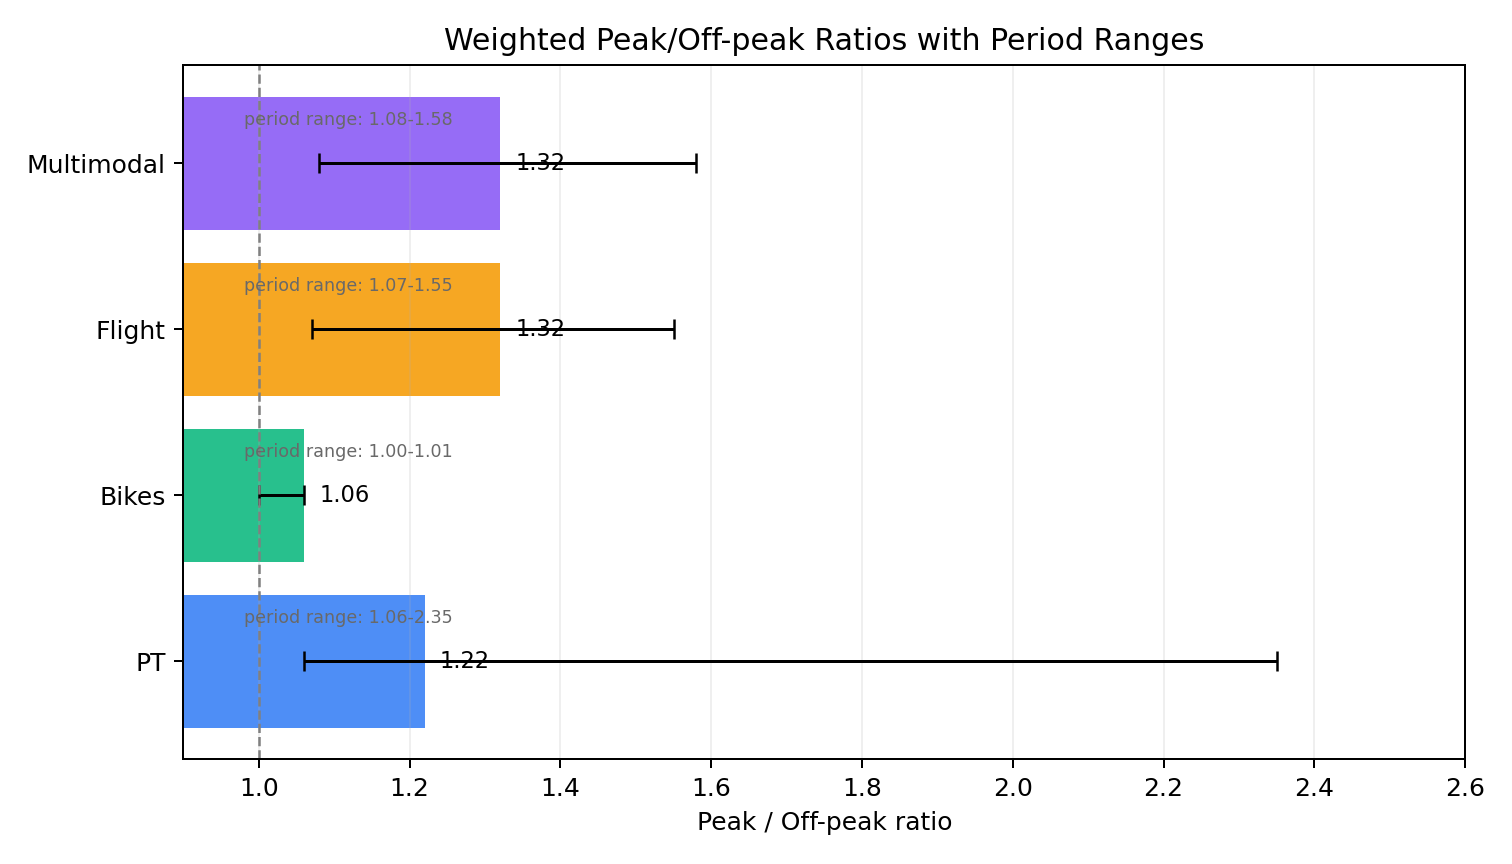 Weighted Peak/Off-peak Ratios with Period Ranges
Multimodal
period range: 1.08-1.58
1.32
Flight
period range: 1.07-1.55
1.32
Bikes
period range: 1.00-1.01
1.06
PT
period range: 1.06-2.35
1.22
1.0 1.2 1.4 1.6 1.8 2.0 2.2 2.4 2.6
Peak / Off-peak ratio